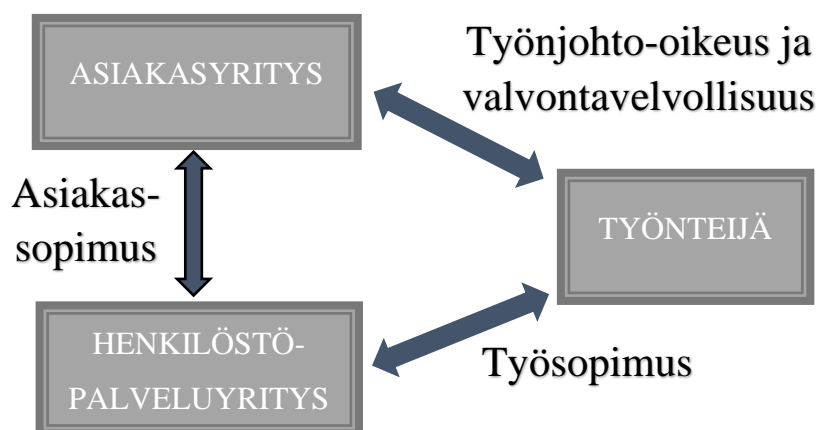 ASIAKASYRITYS
Työnjohto-oikeus ja
valvontavelvollisuus
Asiakas-
sopimus
TYÖNTEIJÄ
HENKILÖSTÖ-
PALVELUYRITYS
Työsopimus